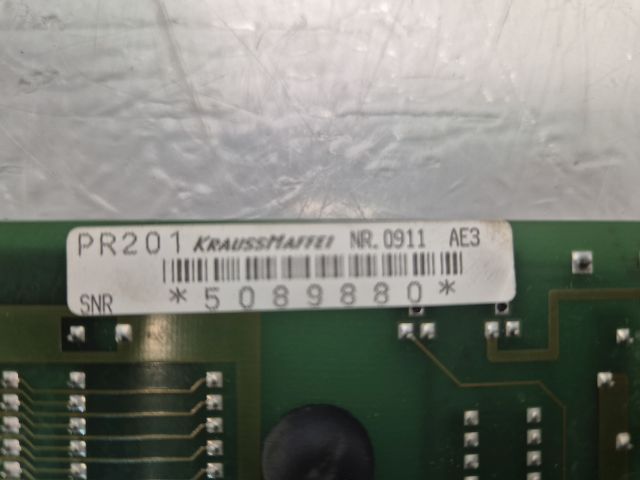 PR201 KRAUSSMAFFEI NR.0911 AE3
SNR *5089880*